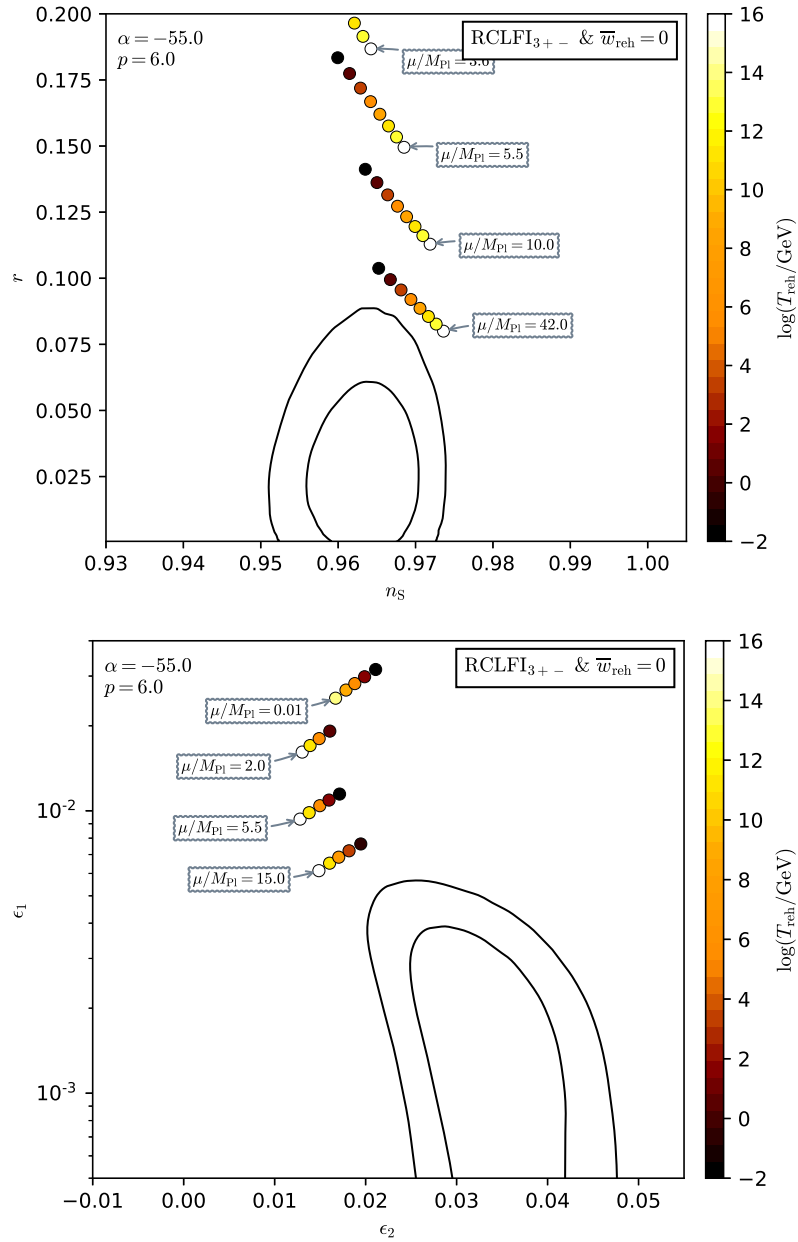 α = −55.0
p = 6.0
RCLFI3+− & w̅reh = 0
μ/MPl = 3.6
μ/MPl = 5.5
μ/MPl = 10.0
μ/MPl = 42.0
0.200
0.175
0.150
0.125
0.100
0.075
0.050
0.025
r
0.93 0.94 0.95 0.96 0.97 0.98 0.99 1.00
nS
16
14
12
10
8
6
4
2
0
−2
log(Treh/GeV)
α = −55.0
p = 6.0
RCLFI3+− & w̅reh = 0
μ/MPl = 0.01
μ/MPl = 2.0
μ/MPl = 5.5
μ/MPl = 15.0
10-2
10-3
ϵ1
−0.01 0.00 0.01 0.02 0.03 0.04 0.05
ϵ2
16
14
12
10
8
6
4
2
0
−2
log(Treh/GeV)